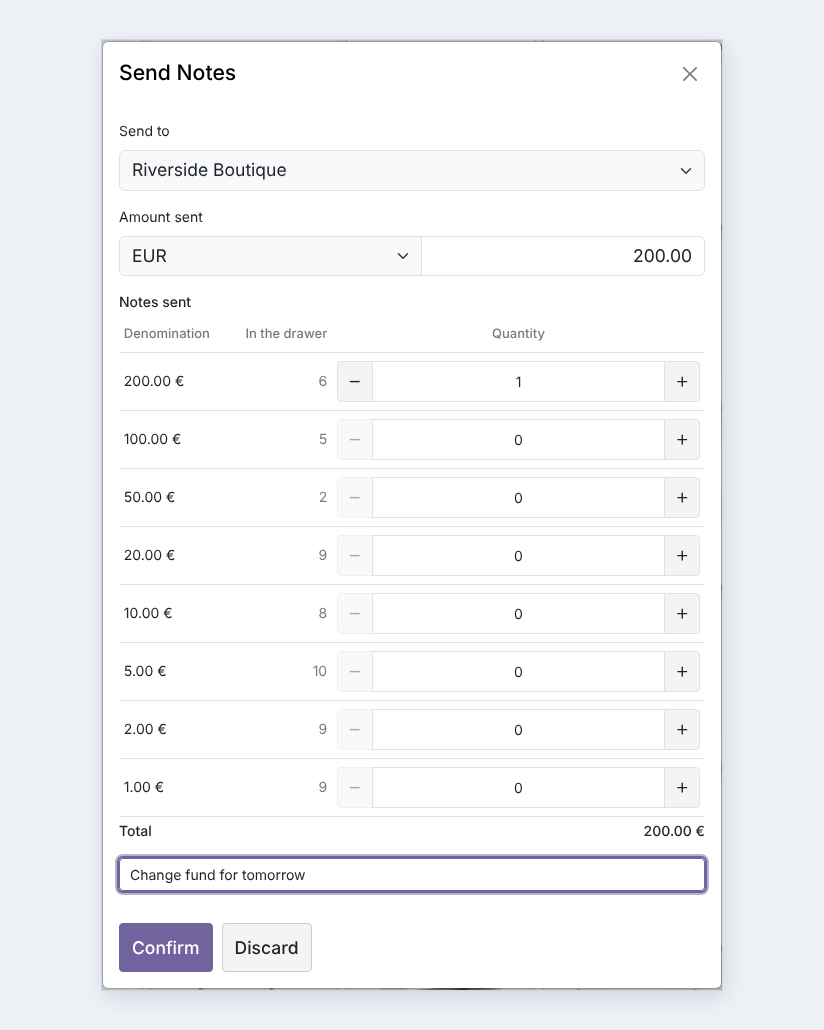 Send Notes
Send to
Riverside Boutique
Amount sent
EUR 200.00
Notes sent
Denomination In the drawer Quantity
200.00 € 6 − 1 +
100.00 € 5 − 0 +
50.00 € 2 − 0 +
20.00 € 9 − 0 +
10.00 € 8 − 0 +
5.00 € 10 − 0 +
2.00 € 9 − 0 +
1.00 € 9 − 0 +
Total 200.00 €
Change fund for tomorrow
Confirm Discard